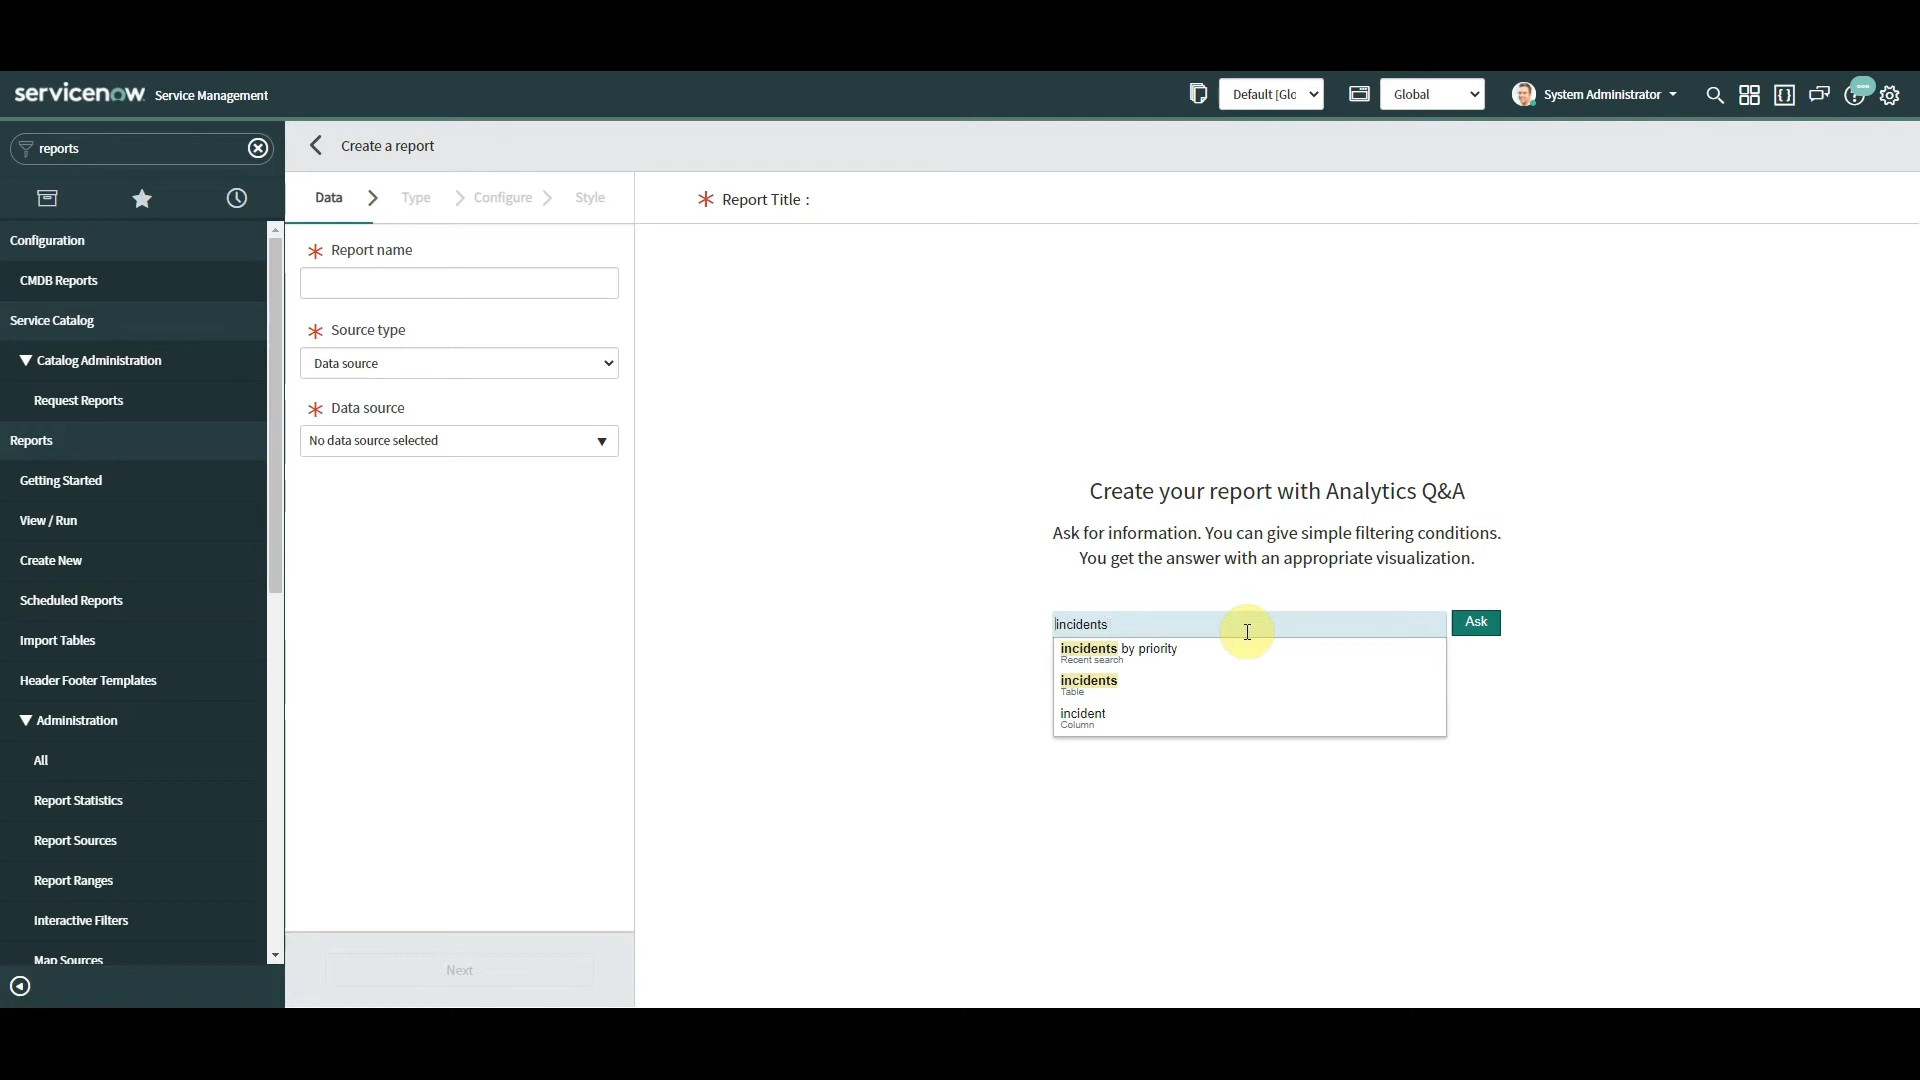 servicenow Service Management
Default [Glc
Global
System Administrator
reports
Create a report
Data
Type
Configure
Style
Report Title :
Configuration
CMDB Reports
Service Catalog
Catalog Administration
Request Reports
Reports
Getting Started
View / Run
Create New
Scheduled Reports
Import Tables
Header Footer Templates
Administration
All
Report Statistics
Report Sources
Report Ranges
Interactive Filters
Map Sources
Report name
Source type
Data source
Data source
No data source selected
Next
Create your report with Analytics Q&A
Ask for information. You can give simple filtering conditions.
You get the answer with an appropriate visualization.
incidents
Ask
incidents by priority
Recent search
incidents
Table
incident
Column